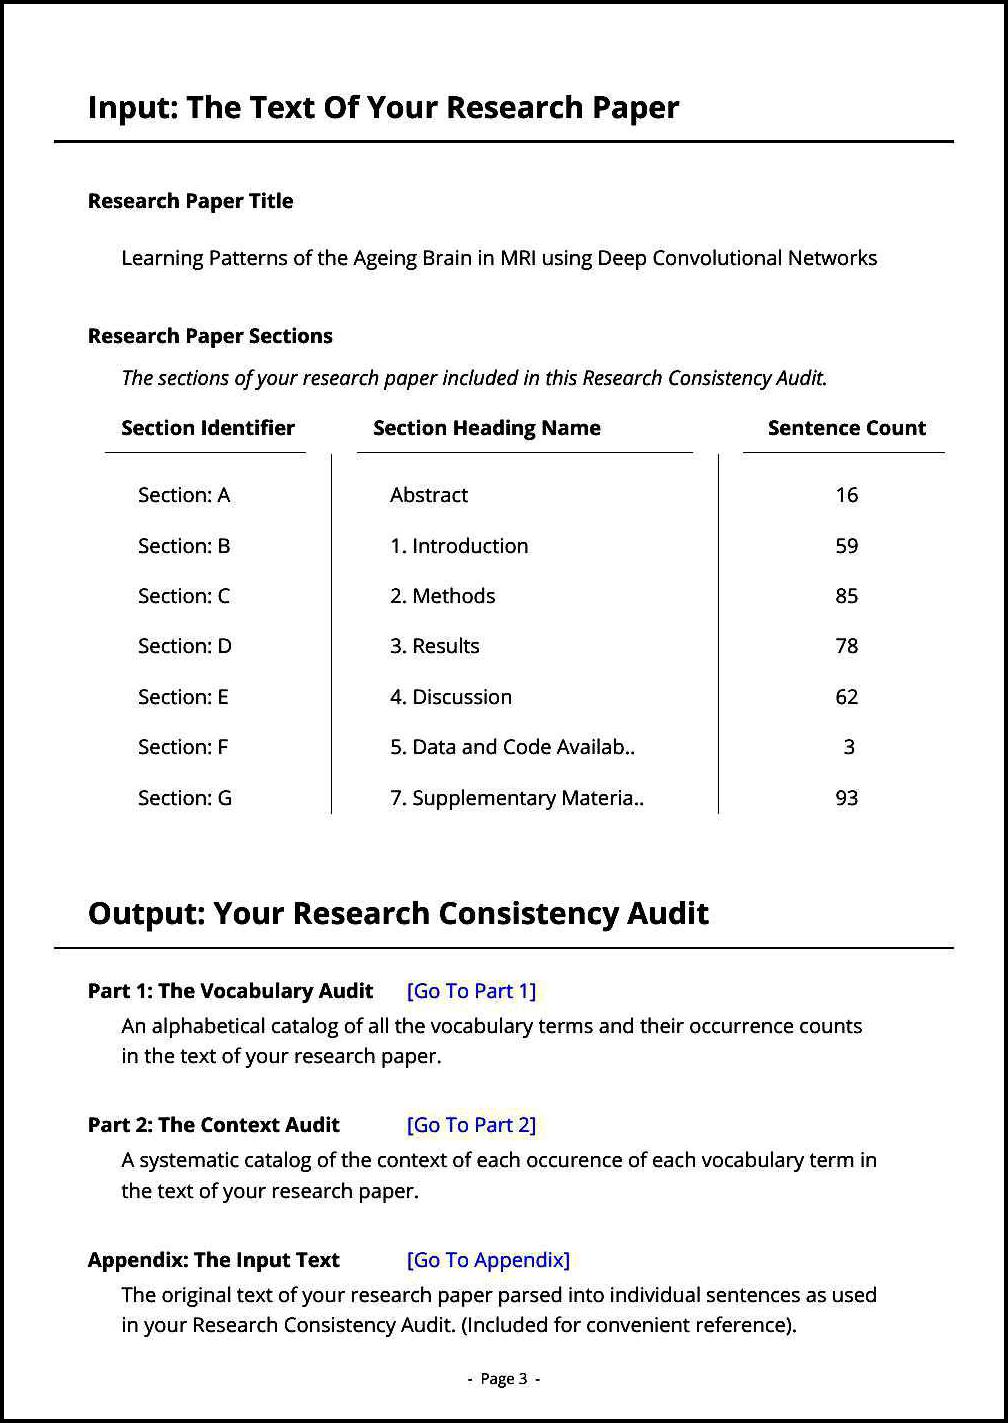 Input: The Text Of Your Research Paper
Research Paper Title
Learning Patterns of the Ageing Brain in MRI using Deep Convolutional Networks
Research Paper Sections
The sections of your research paper included in this Research Consistency Audit.
Section Identifier Section Heading Name Sentence Count
Section: A Abstract 16
Section: B 1. Introduction 59
Section: C 2. Methods 85
Section: D 3. Results 78
Section: E 4. Discussion 62
Section: F 5. Data and Code Availab.. 3
Section: G 7. Supplementary Materia.. 93
Output: Your Research Consistency Audit
Part 1: The Vocabulary Audit [Go To Part 1]
An alphabetical catalog of all the vocabulary terms and their occurrence counts
in the text of your research paper.
Part 2: The Context Audit [Go To Part 2]
A systematic catalog of the context of each occurence of each vocabulary term in
the text of your research paper.
Appendix: The Input Text [Go To Appendix]
The original text of your research paper parsed into individual sentences as used
in your Research Consistency Audit. (Included for convenient reference).
- Page 3 -